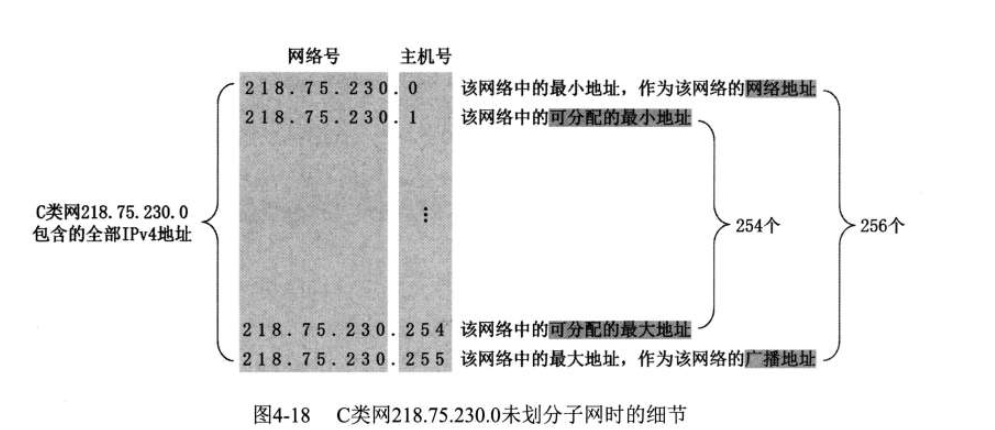 网络号 主机号
218.75.230.0 该网络中的最小地址，作为该网络的网络地址
218.75.230.1 该网络中的可分配的最小地址
C类网218.75.230.0
包含的全部IPv4地址
⋮
254个
256个
218.75.230.254 该网络中的可分配的最大地址
218.75.230.255 该网络中的最大地址，作为该网络的广播地址
图4-18 C类网218.75.230.0未划分子网时的细节